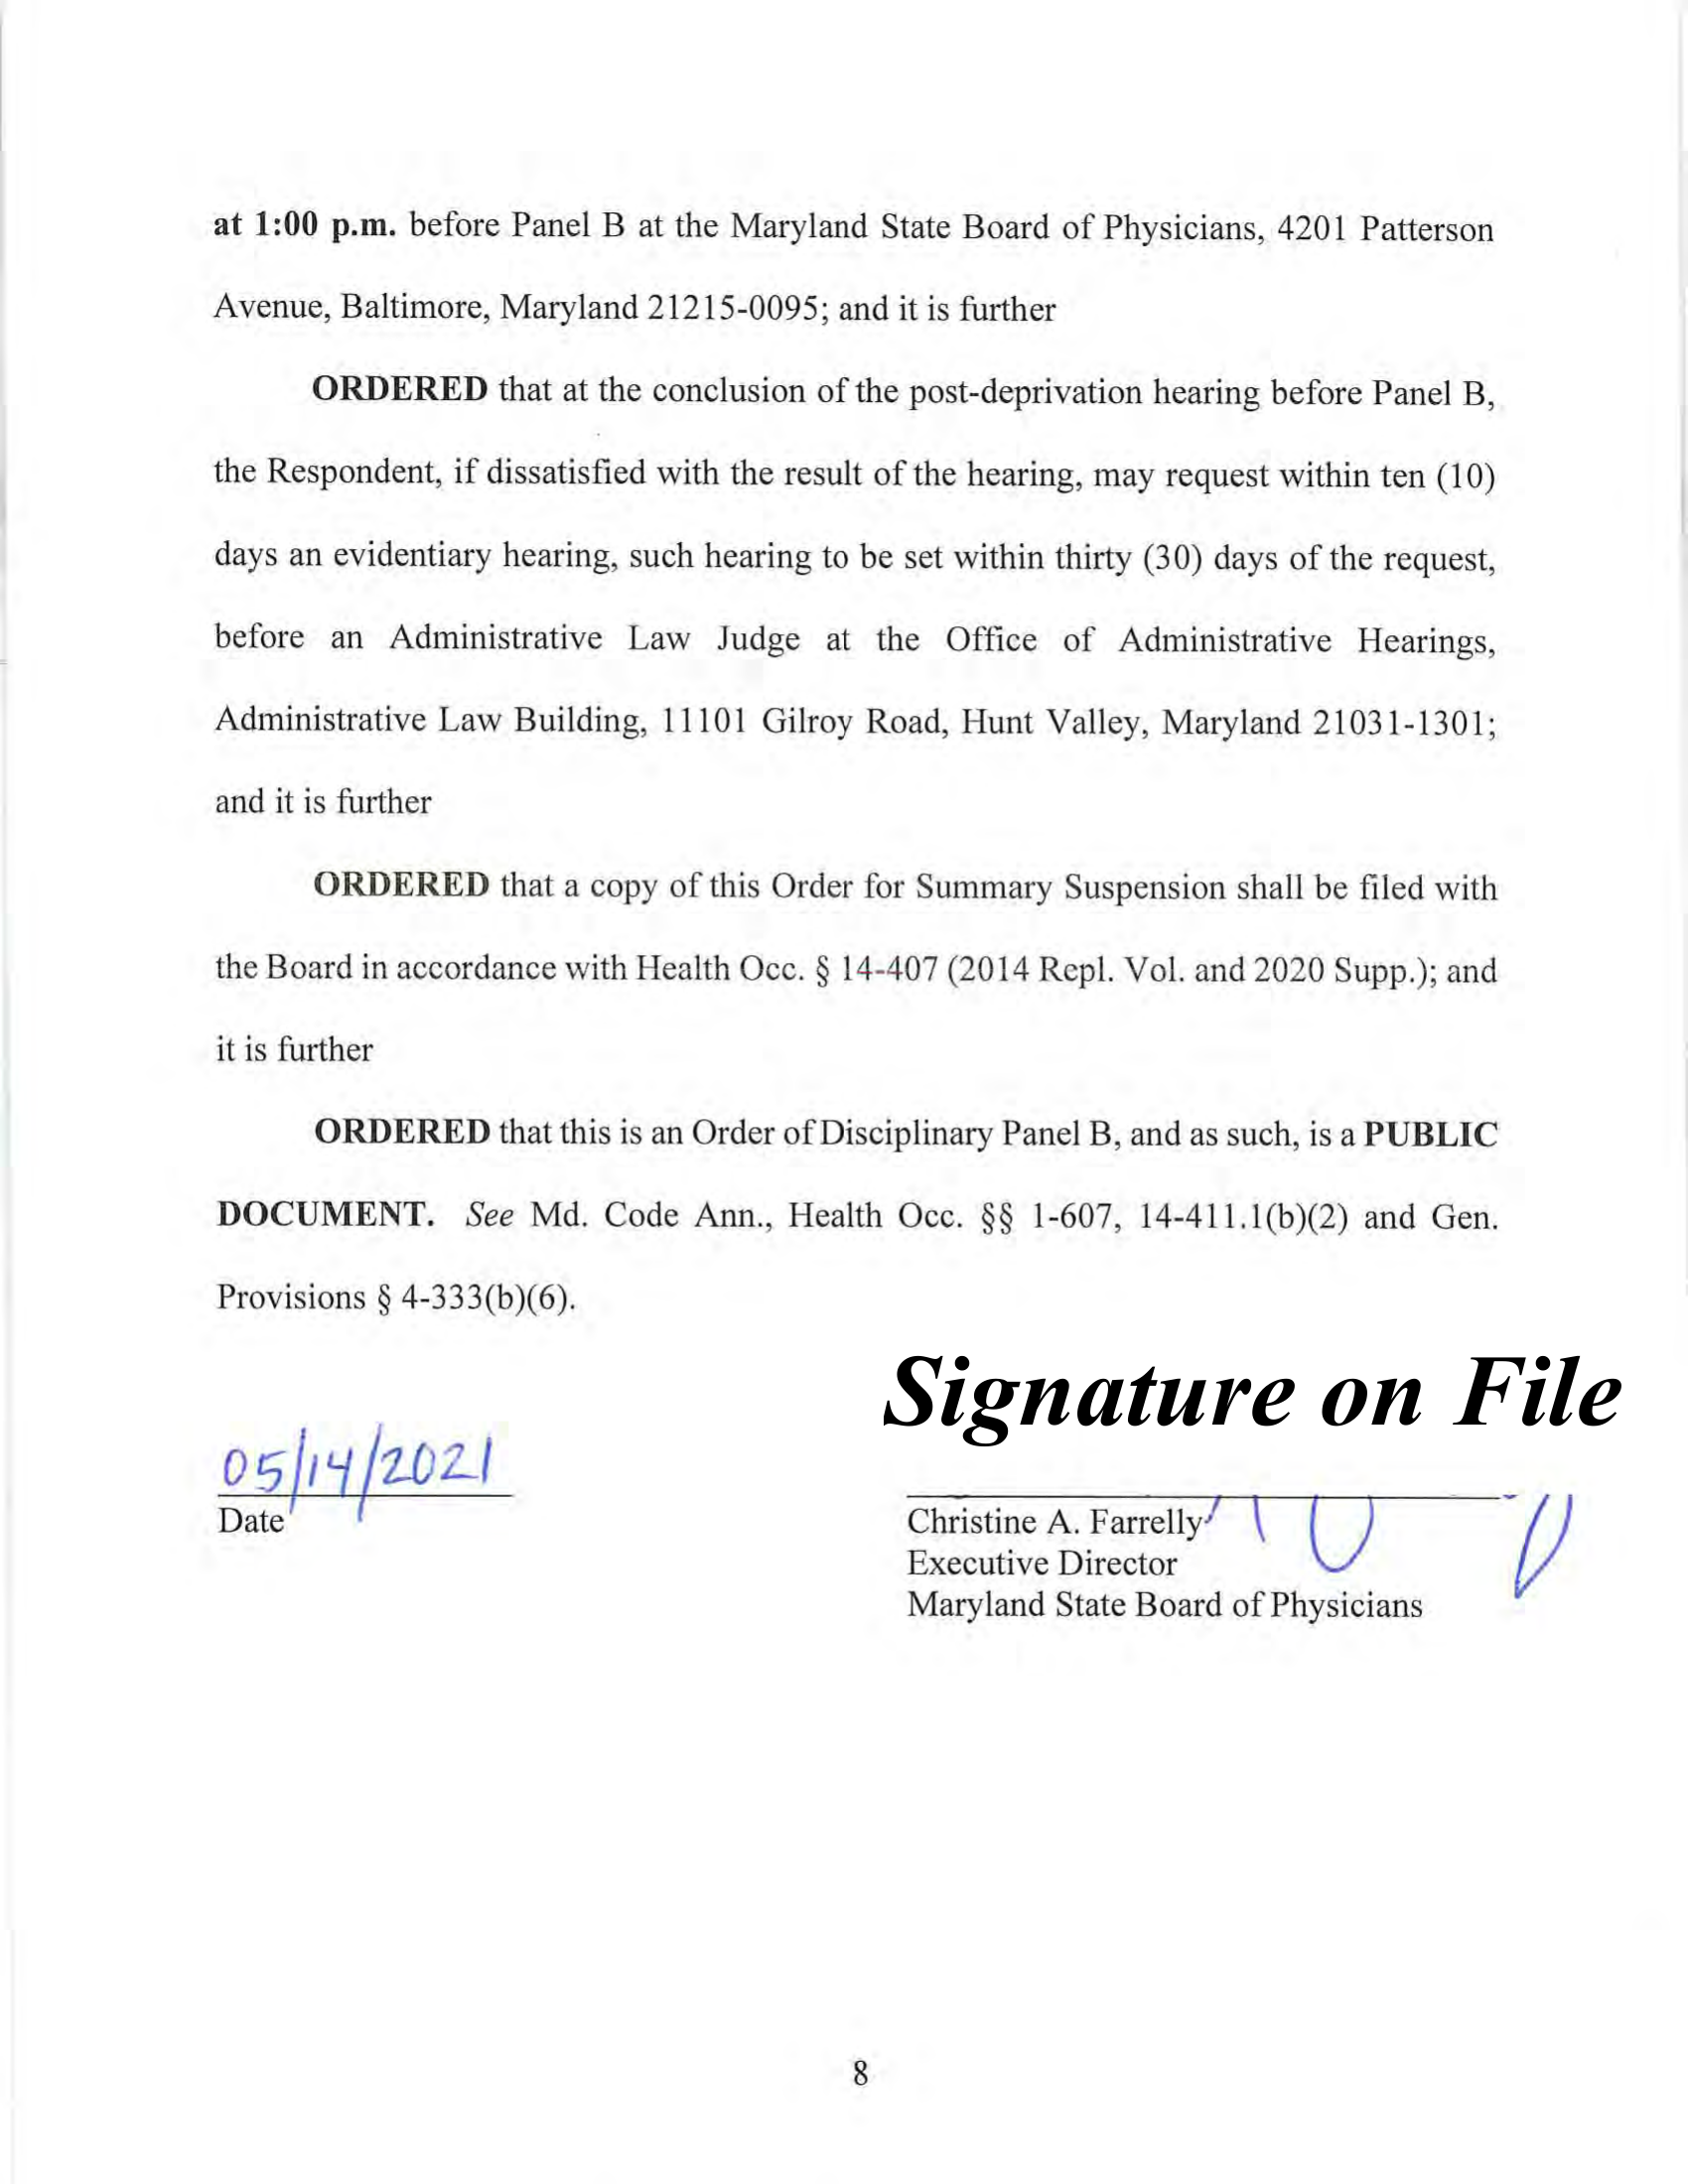 at 1:00 p.m. before Panel B at the Maryland State Board of Physicians, 4201 Patterson
Avenue, Baltimore, Maryland 21215-0095; and it is further
ORDERED that at the conclusion of the post-deprivation hearing before Panel B,
the Respondent, if dissatisfied with the result of the hearing, may request within ten (10)
days an evidentiary hearing, such hearing to be set within thirty (30) days of the request,
before an Administrative Law Judge at the Office of Administrative Hearings,
Administrative Law Building, 11101 Gilroy Road, Hunt Valley, Maryland 21031-1301;
and it is further
ORDERED that a copy of this Order for Summary Suspension shall be filed with
the Board in accordance with Health Occ. § 14-407 (2014 Repl. Vol. and 2020 Supp.); and
it is further
ORDERED that this is an Order of Disciplinary Panel B, and as such, is a PUBLIC
DOCUMENT. See Md. Code Ann., Health Occ. §§ 1-607, 14-411.1(b)(2) and Gen.
Provisions § 4-333(b)(6).
Signature on File
05/14/2021
Date
Christine A. Farrelly
Executive Director
Maryland State Board of Physicians
8